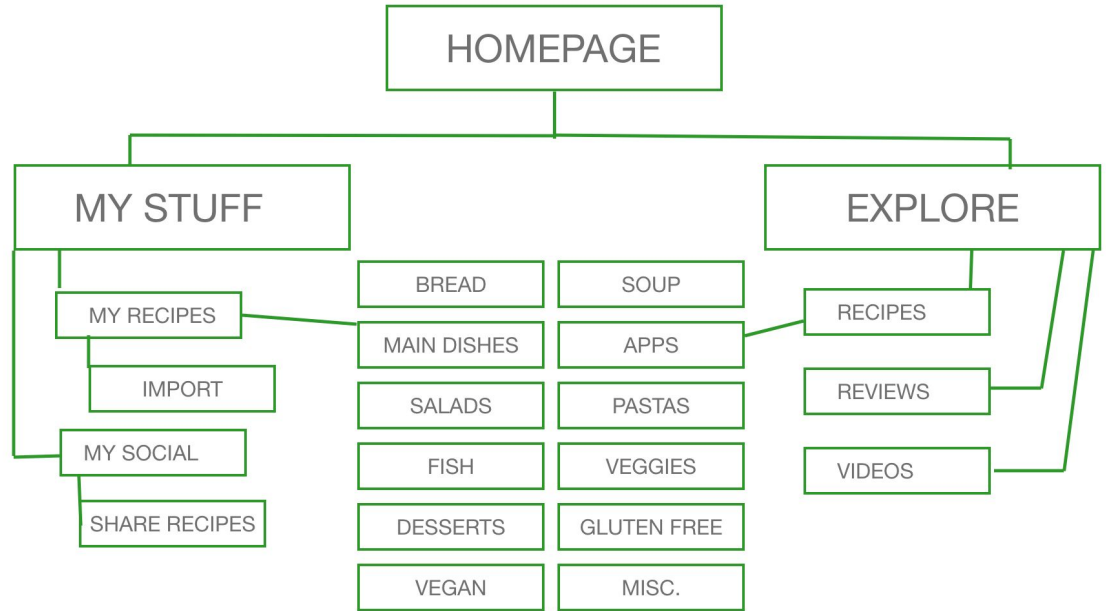 HOMEPAGE
MY STUFF
EXPLORE
MY RECIPES
IMPORT
MY SOCIAL
SHARE RECIPES
BREAD
SOUP
MAIN DISHES
APPS
SALADS
PASTAS
FISH
VEGGIES
DESSERTS
GLUTEN FREE
VEGAN
MISC.
RECIPES
REVIEWS
VIDEOS